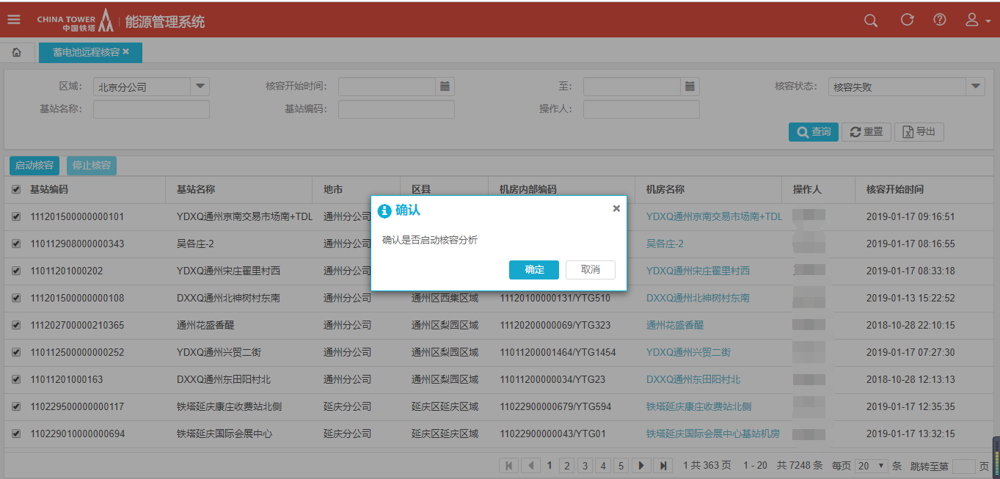 CHINA TOWER
中国铁塔
能源管理系统
蓄电池远程核容 ×
区域: 北京分公司 核容开始时间: 至: 核容状态: 核容失败
基站名称: 基站编码: 操作人:
查询 重置 导出
启动核容 停止核容
基站编码 基站名称 地市 区县 机房内部编码 机房名称 操作人 核容开始时间
111201500000000101 YDXQ通州京南交易市场南+TDL 通州分公司 YDXQ通州京南交易市场南+TDL 2019-01-17 09:16:51
110112908000000343 吴各庄-2 通州分公司 吴各庄-2 2019-01-17 08:16:55
11011201000202 YDXQ通州宋庄翟里村西 通州分公司 YDXQ通州宋庄翟里村西 2019-01-17 08:33:18
111201500000000108 DXXQ通州北神树村东南 通州分公司 通州区西集区域 11120100000131/YTG510 DXXQ通州北神树村东南 2019-01-13 15:22:52
111202700000210365 通州花盛香醍 通州分公司 通州区梨园区域 11120200000069/YTG323 通州花盛香醍 2018-10-28 22:10:15
110112500000000252 YDXQ通州兴贸二街 通州分公司 通州区梨园区域 11011200001464/YTG1454 YDXQ通州兴贸二街 2019-01-17 07:27:30
11011201000163 DXXQ通州东田阳村北 通州分公司 通州区梨园区域 11011200000034/YTG23 DXXQ通州东田阳村北 2018-10-28 12:13:13
110229500000000117 铁塔延庆康庄收费站北侧 延庆分公司 延庆区延庆区域 11022900000679/YTG594 铁塔延庆康庄收费站北侧 2019-01-17 12:35:35
110229010000000694 铁塔延庆国际会展中心 延庆分公司 延庆区延庆区域 11022900000043/YTG01 铁塔延庆国际会展中心基站机房 2019-01-17 13:32:15
确认 ×
确认是否启动核容分析
确定 取消
1 2 3 4 5 1 共 363 页 1 - 20 共 7248 条 每页 20 条 跳转至第 页